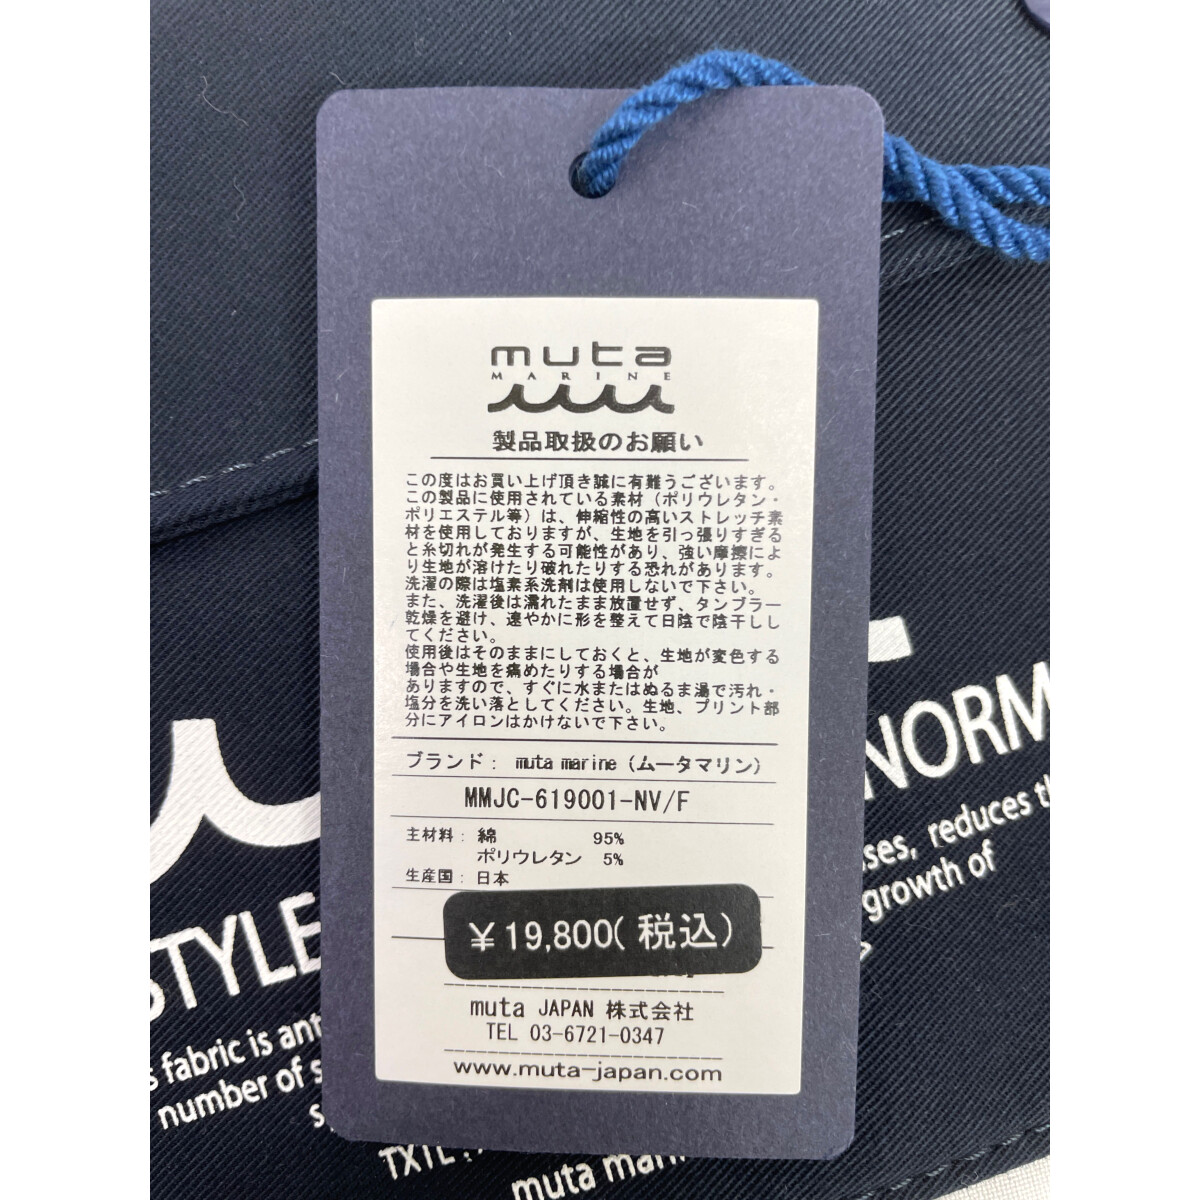 muta
MARINE
製品取扱のお願い
この度はお買い上げ頂き誠に有難うございます。
この製品に使用されている素材(ポリウレタン・
ポリエステル等)は、伸縮性の高いストレッチ素
材を使用しておりますが、生地を引っ張りすぎる
と糸切れが発生する可能性があり、強い摩擦によ
り生地が溶けたり破れたりする恐れがあります。
洗濯の際は塩素系洗剤は使用しないで下さい。
また、洗濯後は濡れたまま放置せず、タンブラー
乾燥を避け、速やかに形を整えて日陰で陰干しし
てください。
使用後はそのままにしておくと、生地が変色する
場合や生地を痛めたりする場合が
ありますので、すぐに水またはぬるま湯で汚れ・
塩分を洗い落としてください。生地、プリント部
分にアイロンはかけないで下さい。
ブランド: muta marine (ムータマリン)
MMJC-619001-NV/F
主材料: 綿 95%
ポリウレタン 5%
生産国: 日本
¥19,800(税込)
muta JAPAN 株式会社
TEL 03-6721-0347
www.muta-japan.com
NORM
reduces
growth of
STYLE
fabric is
number of
muta